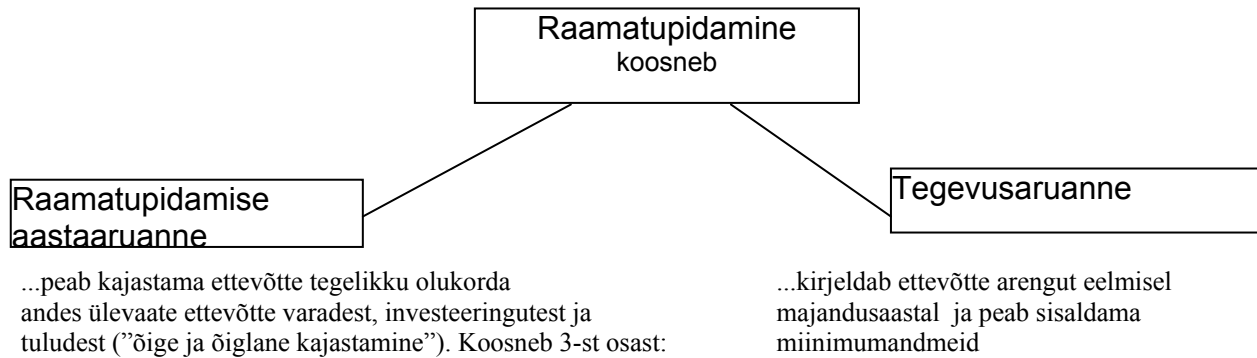 Raamatupidamine
koosneb
Raamatupidamise
aastaaruanne
Tegevusaruanne
...peab kajastama ettevõtte tegelikku olukorda
andes ülevaate ettevõtte varadest, investeeringutest ja
tuludest (”õige ja õiglane kajastamine”). Koosneb 3-st osast:
...kirjeldab ettevõtte arengut eelmisel
majandusaastal ja peab sisaldama
miinimumandmeid